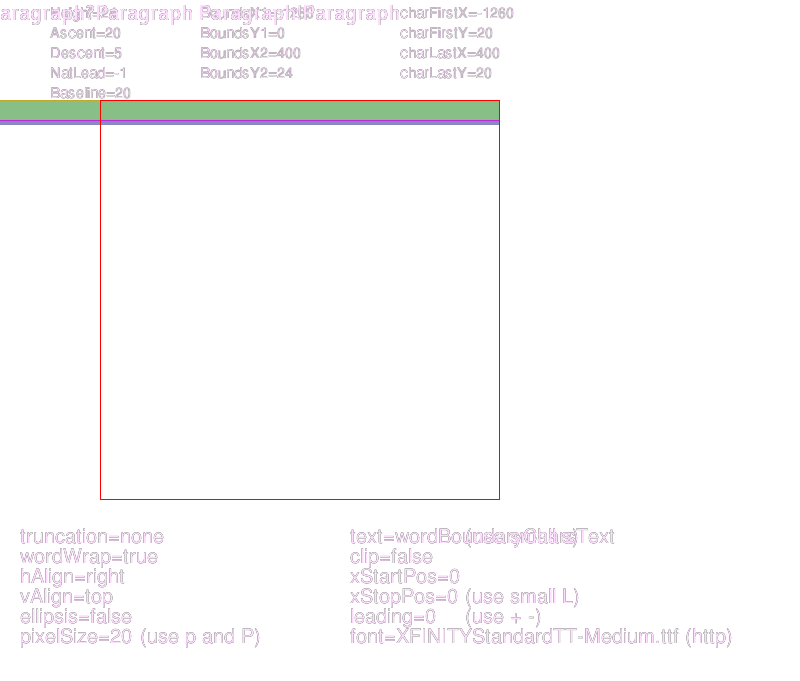 aragraph Paragraph Paragraph Paragraph charFirstX=-1260
Ascent=20 BoundsY1=0 charFirstY=20
Descent=5 BoundsX2=400 charLastX=400
NatLead=-1 BoundsY2=24 charLastY=20
Baseline=20
truncation=none text=wordBoundaryCharsText
wordWrap=true clip=false
hAlign=right xStartPos=0
vAlign=top xStopPos=0 (use small L)
ellipsis=false leading=0 (use + -)
pixelSize=20 (use p and P) font=XFINITYStandardTT-Medium.ttf (http)